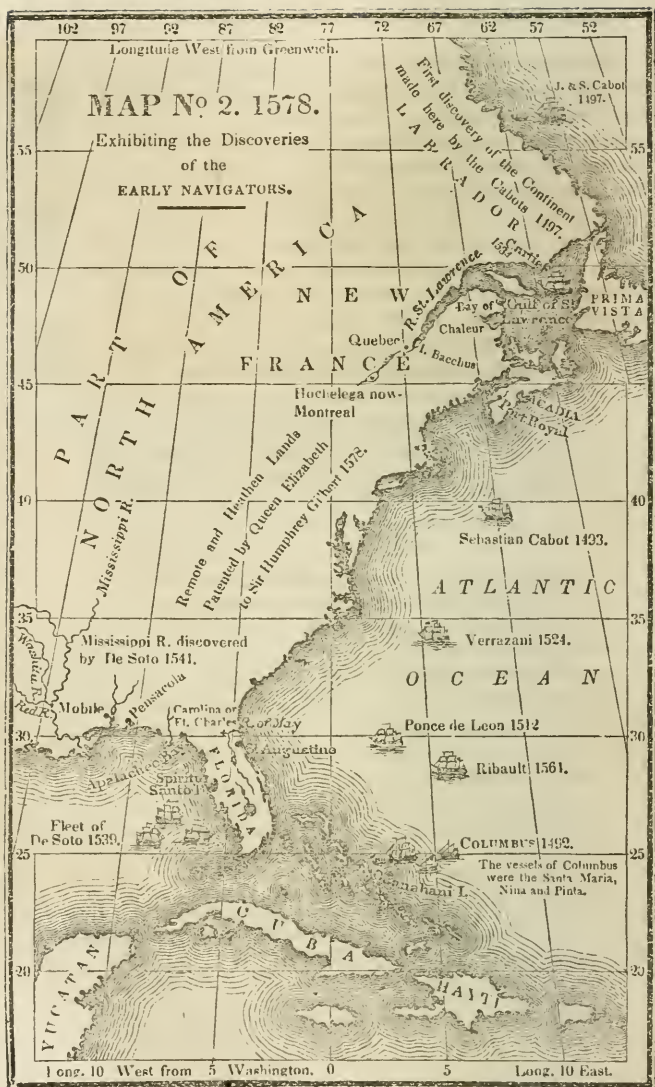 102 97 92 87 82 77 72 67 62 57 52
Longitude West from Greenwich.
MAP No. 2. 1578.
Exhibiting the Discoveries
of the
EARLY NAVIGATORS.
J. & S. Cabot
1497.
First discovery of the Continent
made here by the Cabots 1497.
LABRADOR
55 55
PART OF
NORTH AMERICA
50 50
Cartier
1534
NEW
FRANCE
R. St. Lawrence
Gulf of St
Lawrence
PRIMA
VISTA
Bay of
Chaleur
Quebec
I. Bacchus
45 45
Hochelega now
Montreal
ACADIA
Port Royal
Remote and Heathen Lands
Patented by Queen Elizabeth
to Sir Humphrey Gilbert 1578.
40 40
Sebastian Cabot 1493.
Mississippi R.
ATLANTIC
OCEAN
35 35
Verrazani 1524.
Mississippi R. discovered
by De Soto 1541.
Washita R.
Red R.
Mobile
Pensacola
Carolina or
Ft. Charles
R. of May
Ponce de Leon 1512
30 30
Augustine
Apalachee Bay
FLORIDA
Ribault 1564.
Spiritu
Santo
Fleet of
De Soto 1539.
25 25
COLUMBUS 1492.
The vessels of Columbus
were the Santa Maria,
Nina and Pinta.
Guanahani I.
CUBA
20 20
YUCATAN
HAYTI
Long. 10 West from 5 Washington. 0 5 Long. 10 East.